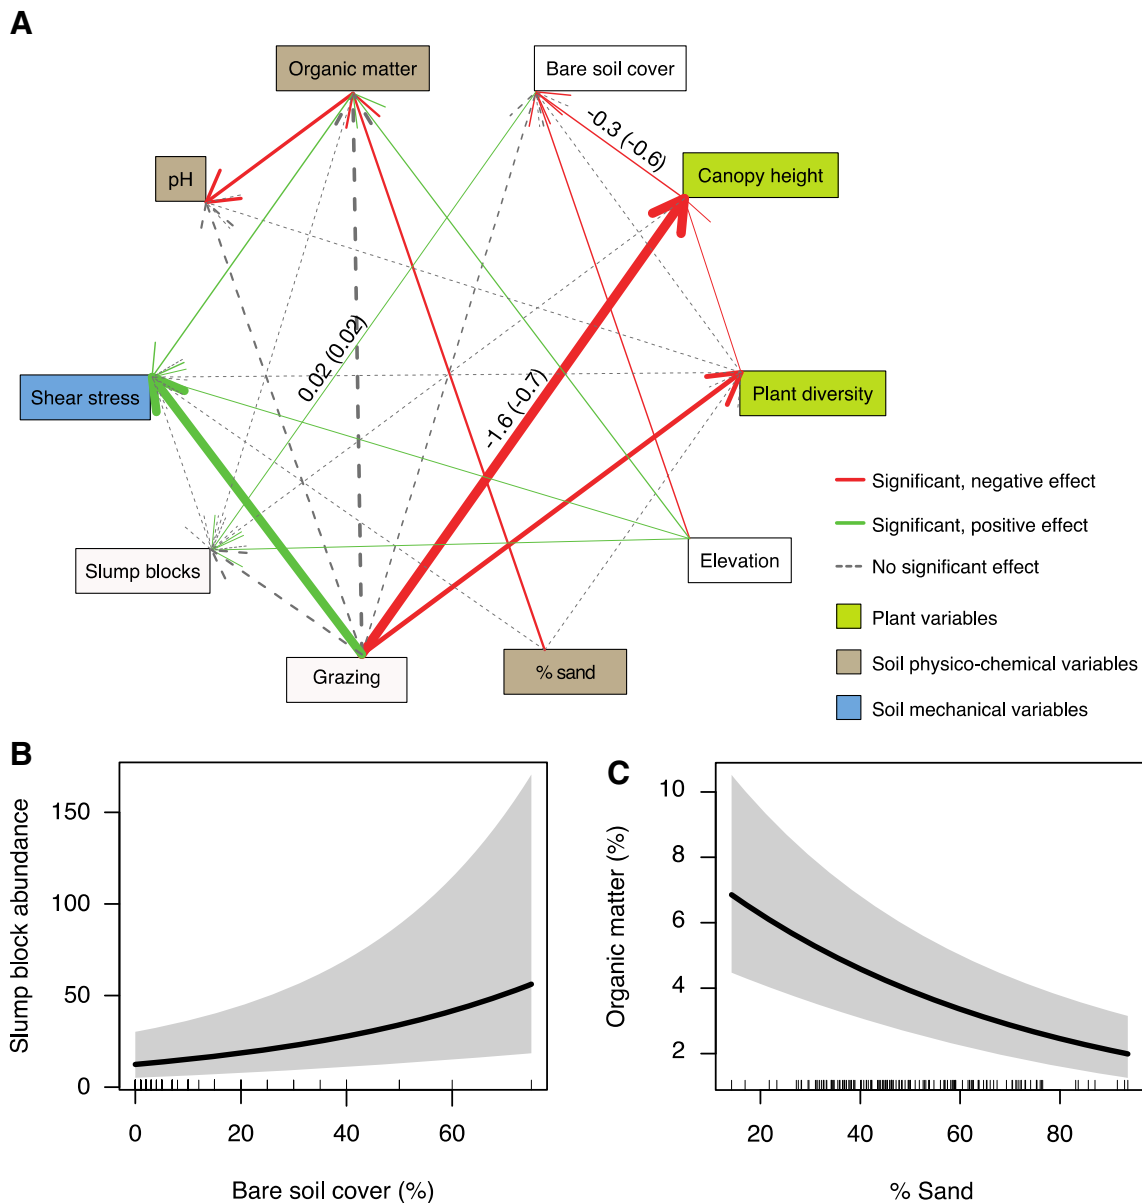 A
Organic matter
Bare soil cover
-0.3 (-0.6)
pH
Canopy height
0.02 (0.02)
-1.6 (-0.7)
Shear stress
Plant diversity
Significant, negative effect
Significant, positive effect
Slump blocks
Elevation
No significant effect
Plant variables
Grazing
% sand
Soil physico-chemical variables
Soil mechanical variables
B
Slump block abundance
150
100
50
0
0 20 40 60
Bare soil cover (%)
C
Organic matter (%)
10
8
6
4
2
20 40 60 80
% Sand